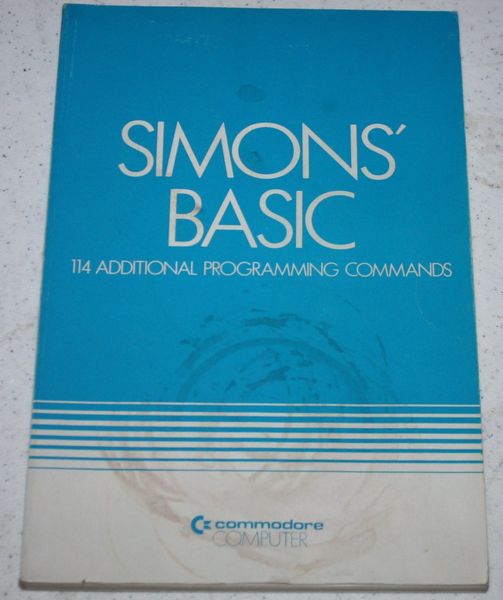 SIMONS'
BASIC
114 ADDITIONAL PROGRAMMING COMMANDS
commodore
COMPUTER